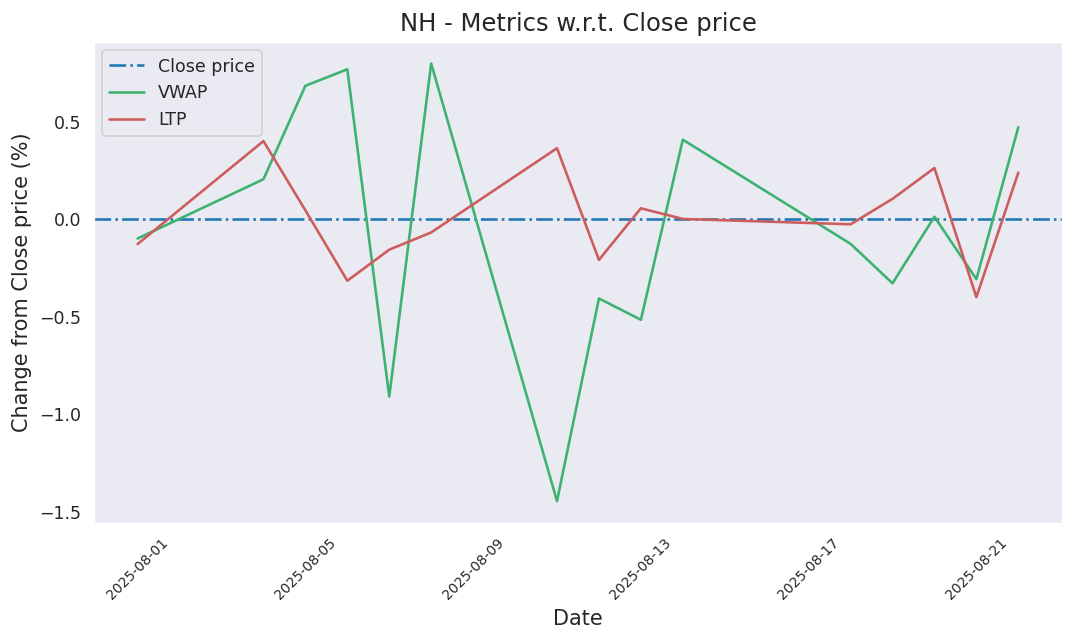 NH - Metrics w.r.t. Close price
Close price
VWAP
LTP
Change from Close price (%)
0.5
0.0
−0.5
−1.0
−1.5
2025-08-01
2025-08-05
2025-08-09
2025-08-13
2025-08-17
2025-08-21
Date